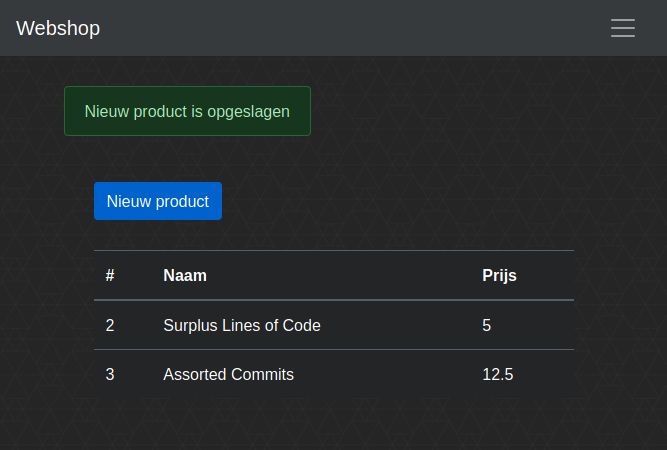 Webshop
Nieuw product is opgeslagen
Nieuw product
# Naam Prijs
2 Surplus Lines of Code 5
3 Assorted Commits 12.5